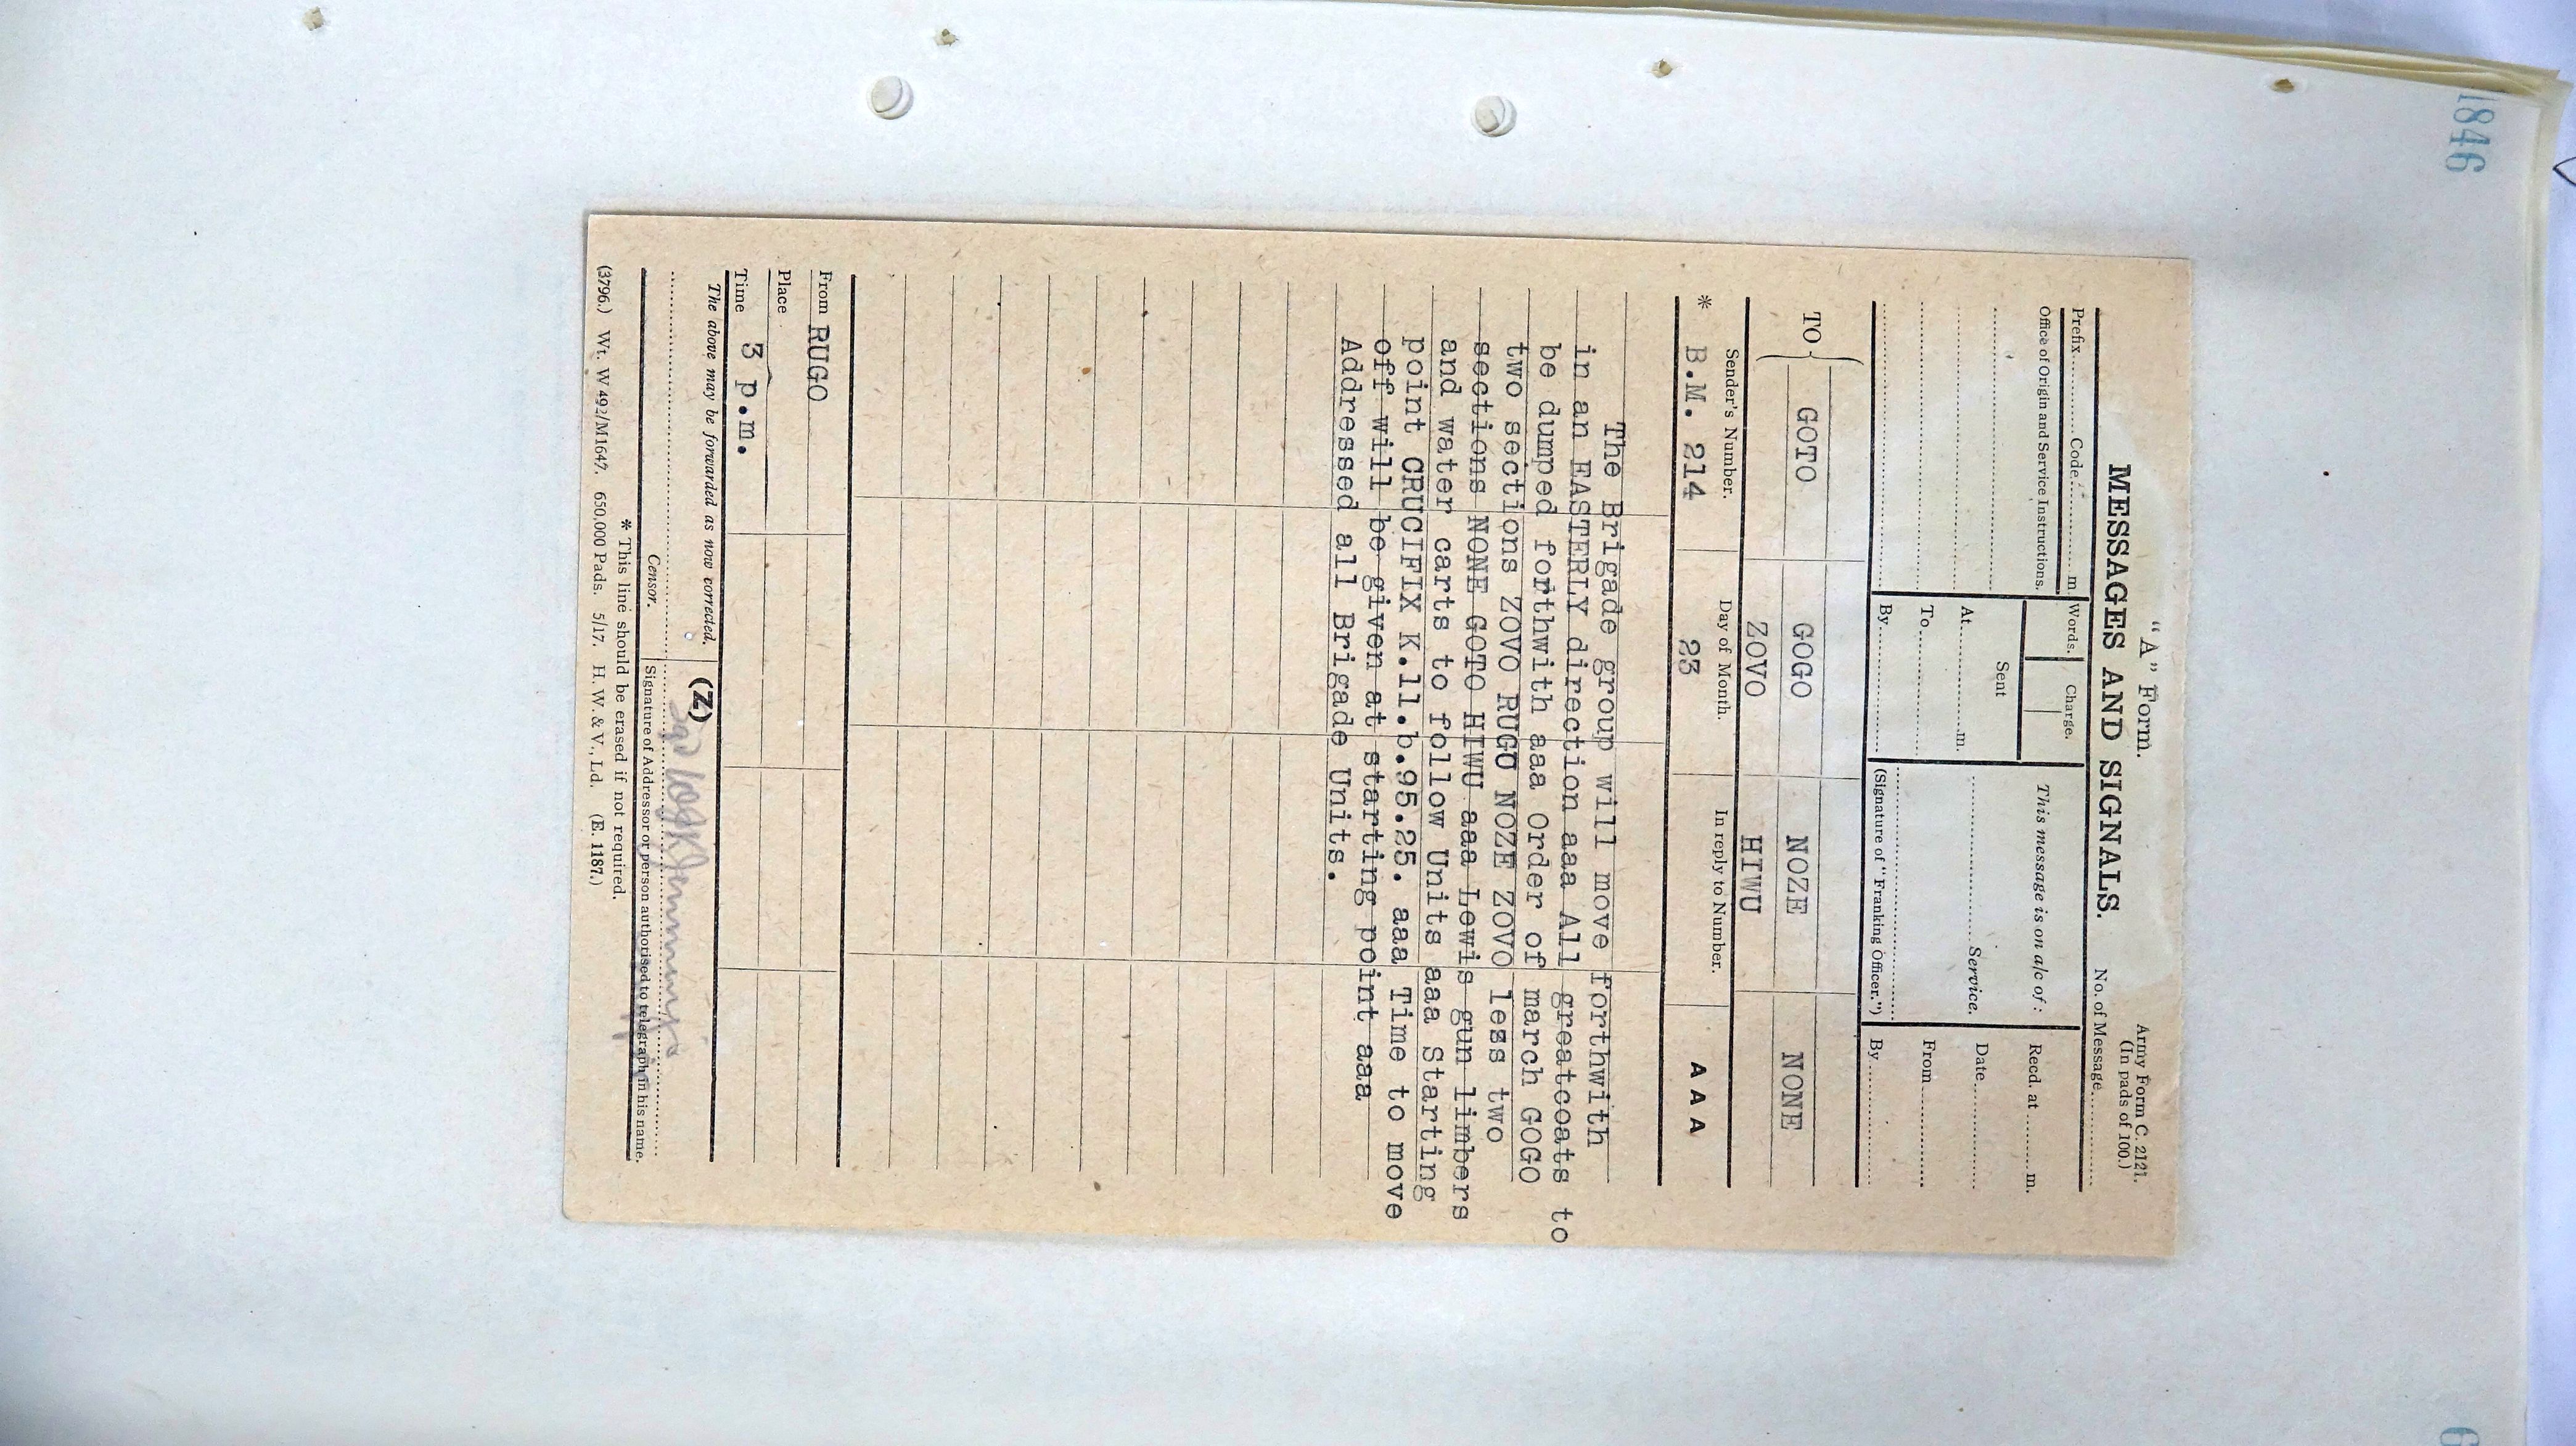 1846
"A" Form.
Army Form C. 2121.
(In pads of 100.)
MESSAGES AND SIGNALS.
No. of Message............
Prefix............Code............m
Words.
Charge.
This message is on a/c of:
Recd. at ............ m.
Office of Origin and Service Instructions.
Sent
............Service.
Date............
At............m.
From............
To............
By............
(Signature of "Franking Officer.")
By............
TO
GOTO
GOGO
NOZE
NONE
ZOVO
HIWU
Sender's Number.
Day of Month.
In reply to Number.
AAA
* B.M. 214
23
The Brigade group will move forthwith
in an EASTERLY direction aaa All greatcoats to
be dumped forthwith aaa Order of march GOGO
two sections ZOVO RUGO NOZE ZOVO less two
sections NONE GOTO HIWU aaa Lewis gun limbers
and water carts to follow Units aaa Starting
point CRUCIFIX K.11.b.95.25. aaa Time to move
off will be given at starting point aaa
Addressed all Brigade Units.
From RUGO
Place
Time 3 p.m.
The above may be forwarded as now corrected.
(Z)
Censor.
Signature of Addressor or person authorised to telegraph in his name.
* This line should be erased if not required.
(3796.) Wt. W492/M1647. 650,000 Pads. 5/17. H. W. & V., Ld. (E. 1187.)